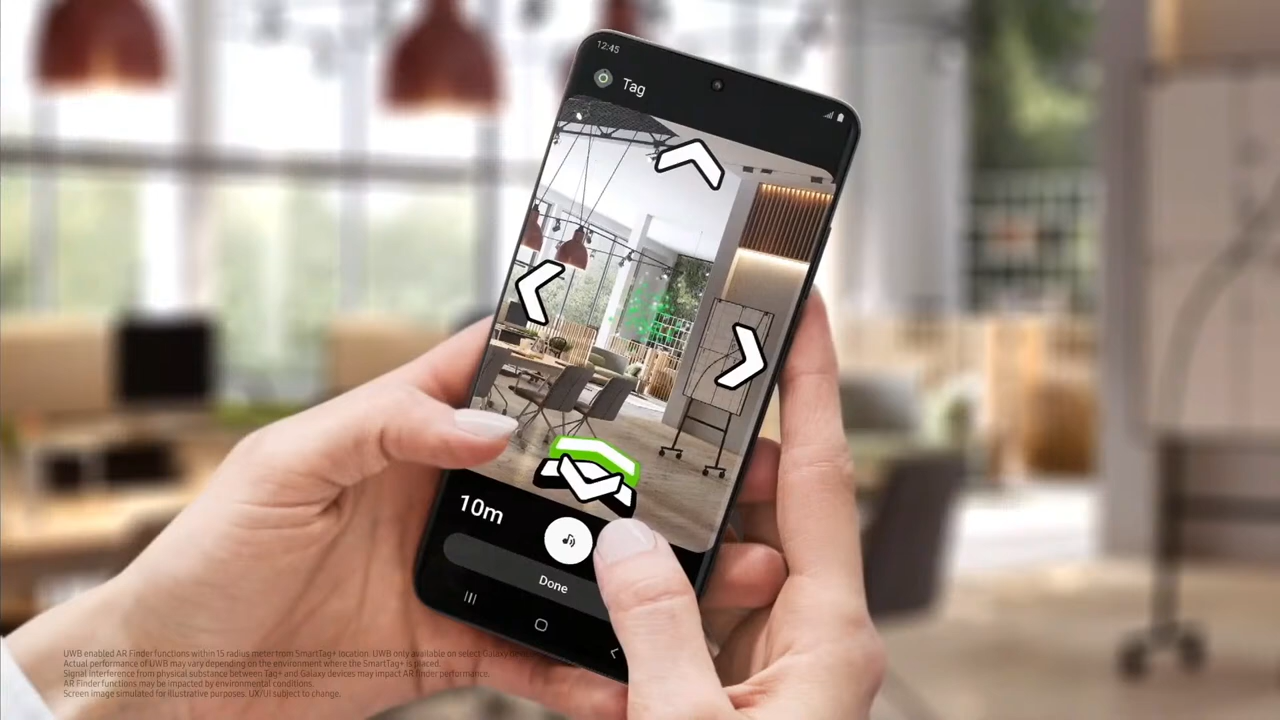 12:45
Tag
10m
Done
UWB enabled AR Finder functions within 15 radius meter from SmartTag+ location. UWB only available on select Galaxy
Actual performance of UWB may vary depending on the environment where the SmartTag+ is placed.
Signal interference from physical substance between Tag+ and Galaxy devices may impact AR finder performance.
AR Finder functions may be impacted by environmental conditions.
Screen image simulated for illustrative purposes. UX/UI subject to change.